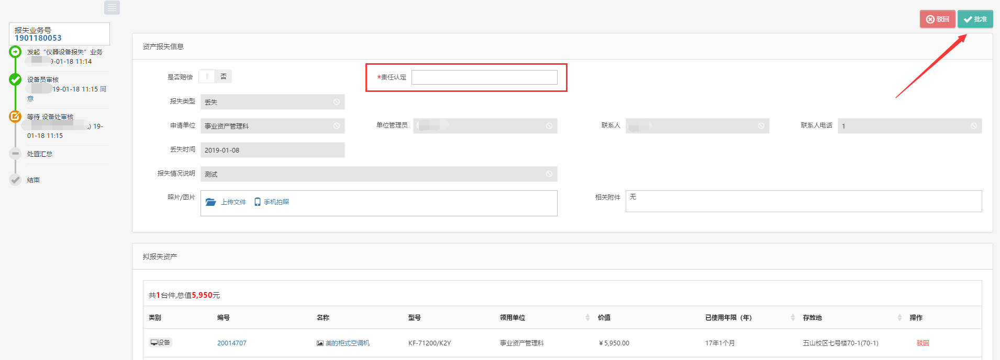 驳回
批准
报失业务号
1901180053
发起“仪器设备报失”业务
9-01-18 11:14
设备员审核
19-01-18 11:15 同
意
等待 设备处审核
) 19-
01-18 11:15
处置汇总
结束
资产报失信息
是否赔偿 否
*责任认定
报失类型 丢失
申请单位 事业资产管理科 单位管理员 联系人 联系人电话 1
丢失时间 2019-01-08
报失情况说明 测试
照片/图片 上传文件 手机拍照 相关附件 无
拟报失资产
共1台件,总值5,950元
类别 编号 名称 型号 领用单位 价值 已使用年限（年） 存放地 操作
设备 20014707 美的柜式空调机 KF-71200/K2Y 事业资产管理科 ¥5,950.00 17年1个月 五山校区七号楼70-1(70-1) 驳回